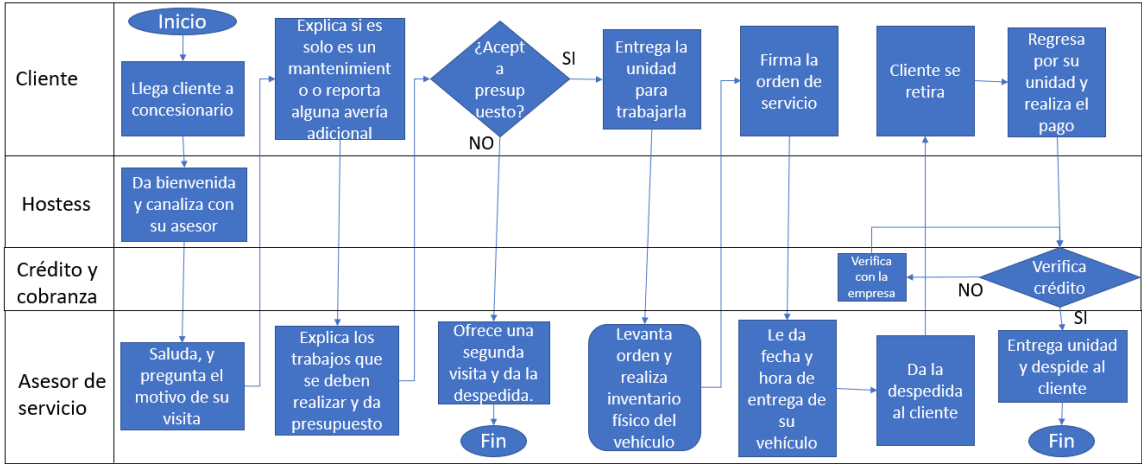 Cliente
Inicio
Llega cliente a
concesionario
Explica si es
solo es un
mantenimient
o o reporta
alguna avería
adicional
¿Acept
a
presup
uesto?
SI
NO
Entrega la
unidad
para
trabajarla
Firma la
orden de
servicio
Cliente se
retira
Regresa
por su
unidad y
realiza el
pago
Hostess
Da bienvenida
y canaliza con
su asesor
Crédito y
cobranza
Verifica
con la
empresa
NO
Verifica
crédito
SI
Asesor de
servicio
Saluda, y
pregunta el
motivo de su
visita
Explica los
trabajos que
se deben
realizar y da
presupuesto
Ofrece una
segunda
visita y da la
despedida.
Fin
Levanta
orden y
realiza
inventario
físico del
vehículo
Le da
fecha y
hora de
entrega de
su
vehículo
Da la
despedida
al cliente
Entrega unidad
y despide al
cliente
Fin